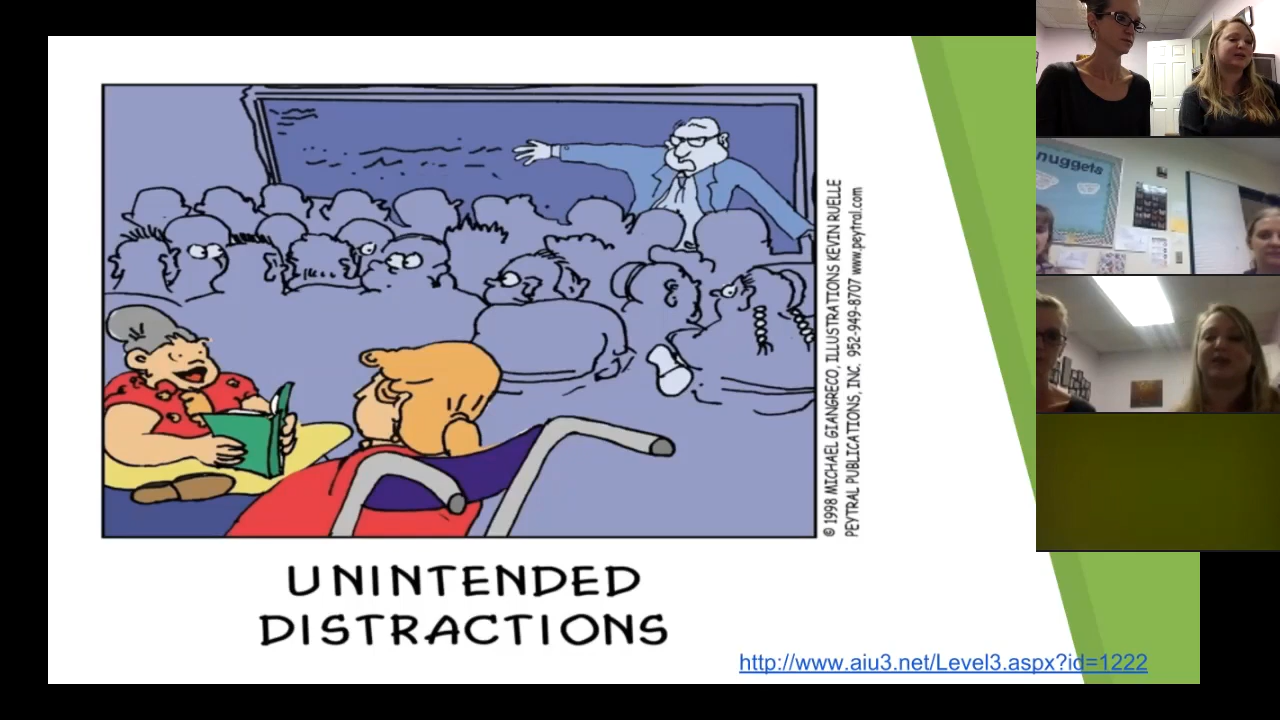 UNINTENDED
DISTRACTIONS
© 1998 MICHAEL GIANGRECO, ILLUSTRATIONS KEVIN RUELLE
PEYTRAL PUBLICATIONS, INC. 952-949-8707 www.peytral.com
http://www.aiu3.net/Level3.aspx?id=1222
nuggets